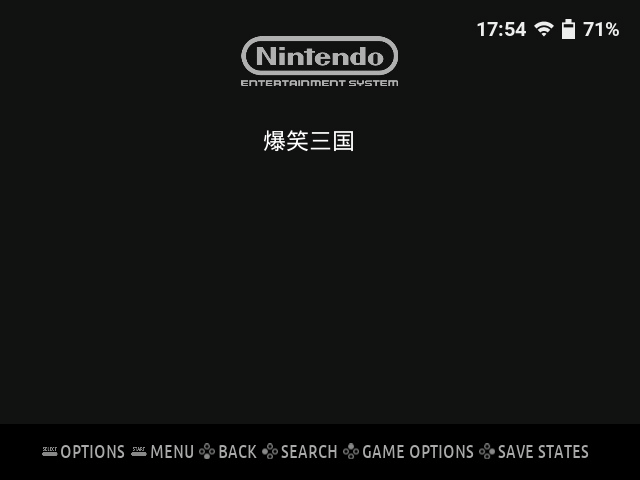 17:54 71%
Nintendo
ENTERTAINMENT SYSTEM
爆笑三国
SELECT OPTIONS START MENU BACK SEARCH GAME OPTIONS SAVE STATES